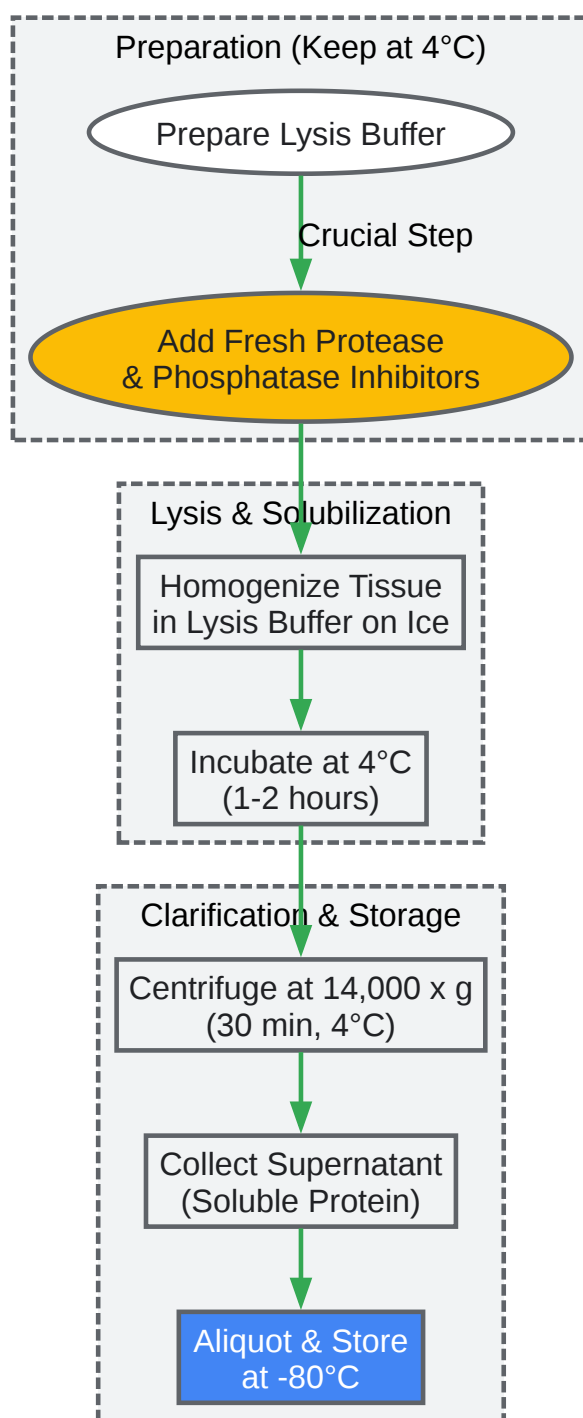 Preparation (Keep at 4°C)
Prepare Lysis Buffer
Crucial Step
Add Fresh Protease
& Phosphatase Inhibitors
Lysis & Solubilization
Homogenize Tissue
in Lysis Buffer on Ice
Incubate at 4°C
(1-2 hours)
Clarification & Storage
Centrifuge at 14,000 x g
(30 min, 4°C)
Collect Supernatant
(Soluble Protein)
Aliquot & Store
at -80°C